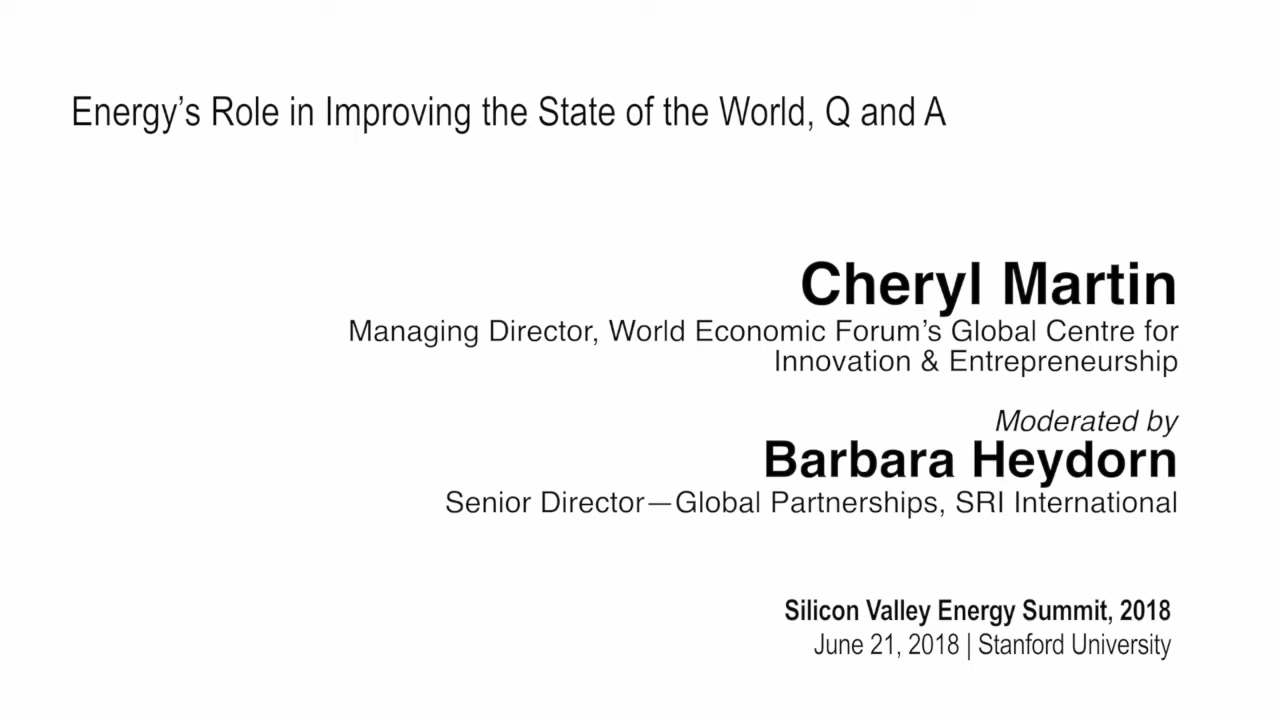 Energy’s Role in Improving the State of the World, Q and A
Cheryl Martin
Managing Director, World Economic Forum’s Global Centre for
Innovation & Entrepreneurship
Moderated by
Barbara Heydorn
Senior Director—Global Partnerships, SRI International
Silicon Valley Energy Summit, 2018
June 21, 2018 | Stanford University